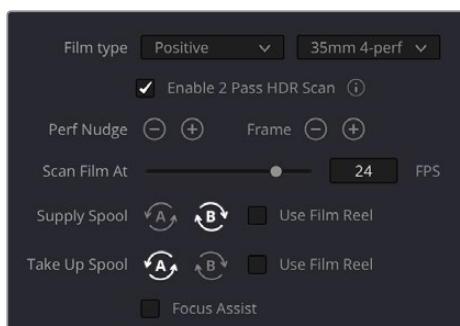 Film type Positive 35mm 4-perf
Enable 2 Pass HDR Scan
Perf Nudge Frame
Scan Film At 24 FPS
Supply Spool A B Use Film Reel
Take Up Spool A B Use Film Reel
Focus Assist